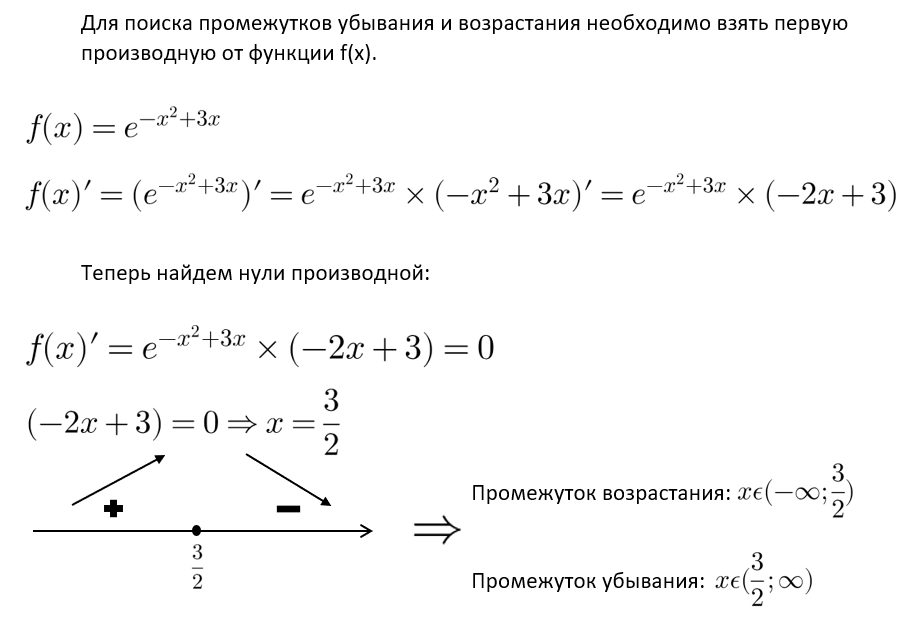 Для поиска промежутков убывания и возрастания необходимо взять первую
производную от функции f(x).
f(x) = e^{-x^2+3x}
f(x)′ = (e^{-x^2+3x})′ = e^{-x^2+3x} × (−x^2 + 3x)′ = e^{-x^2+3x} × (−2x + 3)
Теперь найдем нули производной:
f(x)′ = e^{-x^2+3x} × (−2x + 3) = 0
(−2x + 3) = 0 ⇒ x = 3/2
+ −
3/2
⇒
Промежуток возрастания: xϵ(−∞; 3/2)
Промежуток убывания: xϵ(3/2; ∞)